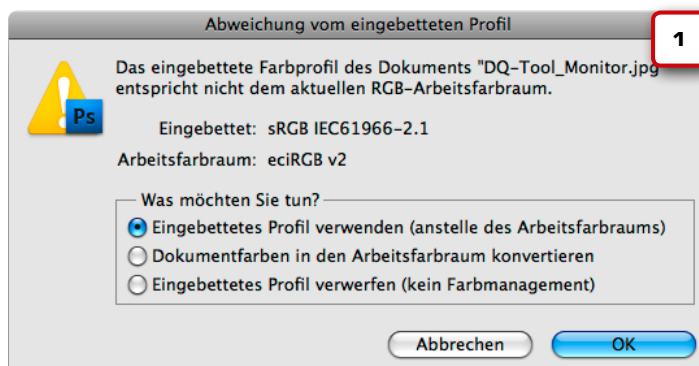 Abweichung vom eingebetteten Profil
1
Das eingebettete Farbprofil des Dokuments "DQ-Tool_Monitor.jpg"
entspricht nicht dem aktuellen RGB-Arbeitsfarbraum.
Ps
Eingebettet: sRGB IEC61966-2.1
Arbeitsfarbraum: eciRGB v2
Was möchten Sie tun?
Eingebettetes Profil verwenden (anstelle des Arbeitsfarbraums)
Dokumentfarben in den Arbeitsfarbraum konvertieren
Eingebettetes Profil verwerfen (kein Farbmanagement)
Abbrechen OK